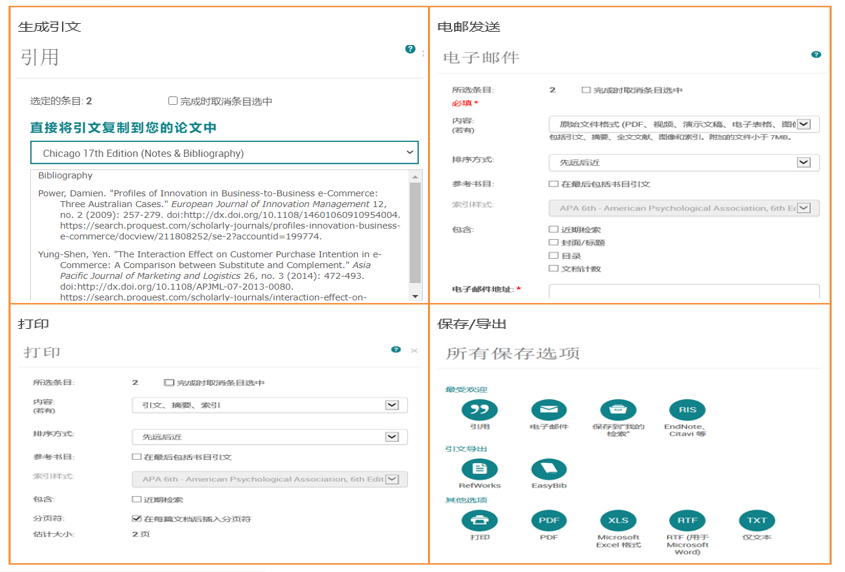 生成引文
引用
?
选定的条目: 2
完成时取消条目选中
直接将引文复制到您的论文中
Chicago 17th Edition (Notes & Bibliography)
Bibliography
Power, Damien. "Profiles of Innovation in Business-to-Business e-Commerce:
Three Australian Cases." European Journal of Innovation Management 12,
no. 2 (2009): 257-279. doi:http://dx.doi.org/10.1108/14601060910954004.
https://search.proquest.com/scholarly-journals/profiles-innovation-business-
e-commerce/docview/211808252/se-2?accountid=199774.
Yung-Shen, Yen. "The Interaction Effect on Customer Purchase Intention in e-
Commerce: A Comparison between Substitute and Complement." Asia
Pacific Journal of Marketing and Logistics 26, no. 3 (2014): 472-493.
doi:http://dx.doi.org/10.1108/APJML-07-2013-0080.
https://search.proquest.com/scholarly-journals/interaction-effect-on-
电邮发送
电子邮件
?
所选条目: 2 完成时取消条目选中
必填 *
内容:
(若有)
原始文件格式 (PDF、视频、演示文稿、电子表格、图
包括引文、摘要、全文文献、图像和索引。附加的文件小于 7MB。
排序方式: 先远后近
参考书目: 在最后包括书目引文
索引样式: APA 6th - American Psychological Association, 6th E
包含: 近期检索
封面/标题
目录
文档计数
电子邮件地址: *
打印
打印
?
所选条目: 2 完成时取消条目选中
内容:
(若有)
引文、摘要、索引
排序方式: 先远后近
参考书目: 在最后包括书目引文
索引样式: APA 6th - American Psychological Association, 6th Edit
包含: 近期检索
分页符: 在每篇文档后插入分页符
估计大小: 2 页
保存/导出
所有保存选项
最受欢迎
RIS
引用 电子邮件 保存到"我的
检索" EndNote、
Citavi 等
引文导出
RefWorks EasyBib
其他选项
PDF XLS RTF TXT
打印 PDF Microsoft
Excel 格式 RTF (用于
Microsoft
Word) 仅文本